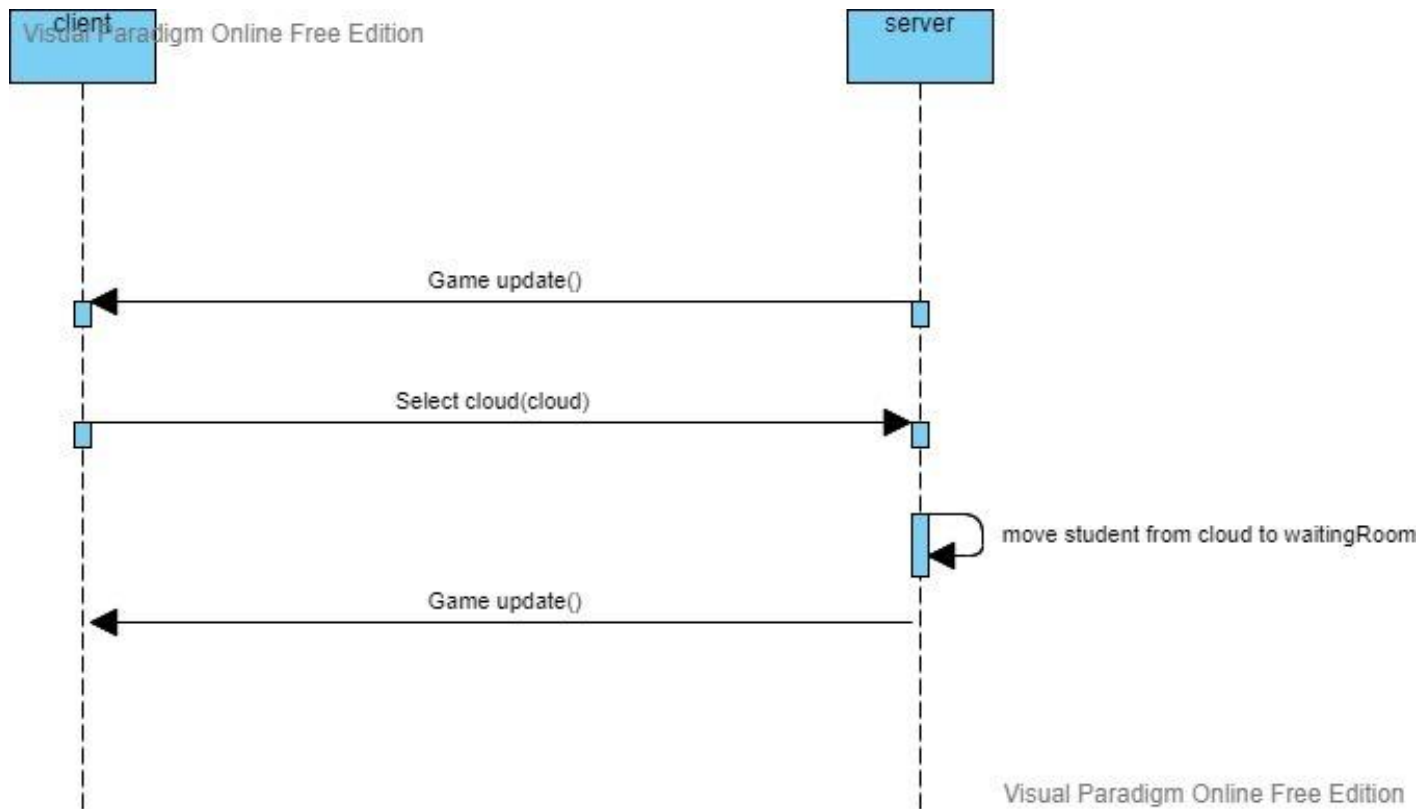 client
Visual Paradigm Online Free Edition
server
Game update()
Select cloud(cloud)
move student from cloud to waitingRoom
Game update()
Visual Paradigm Online Free Edition